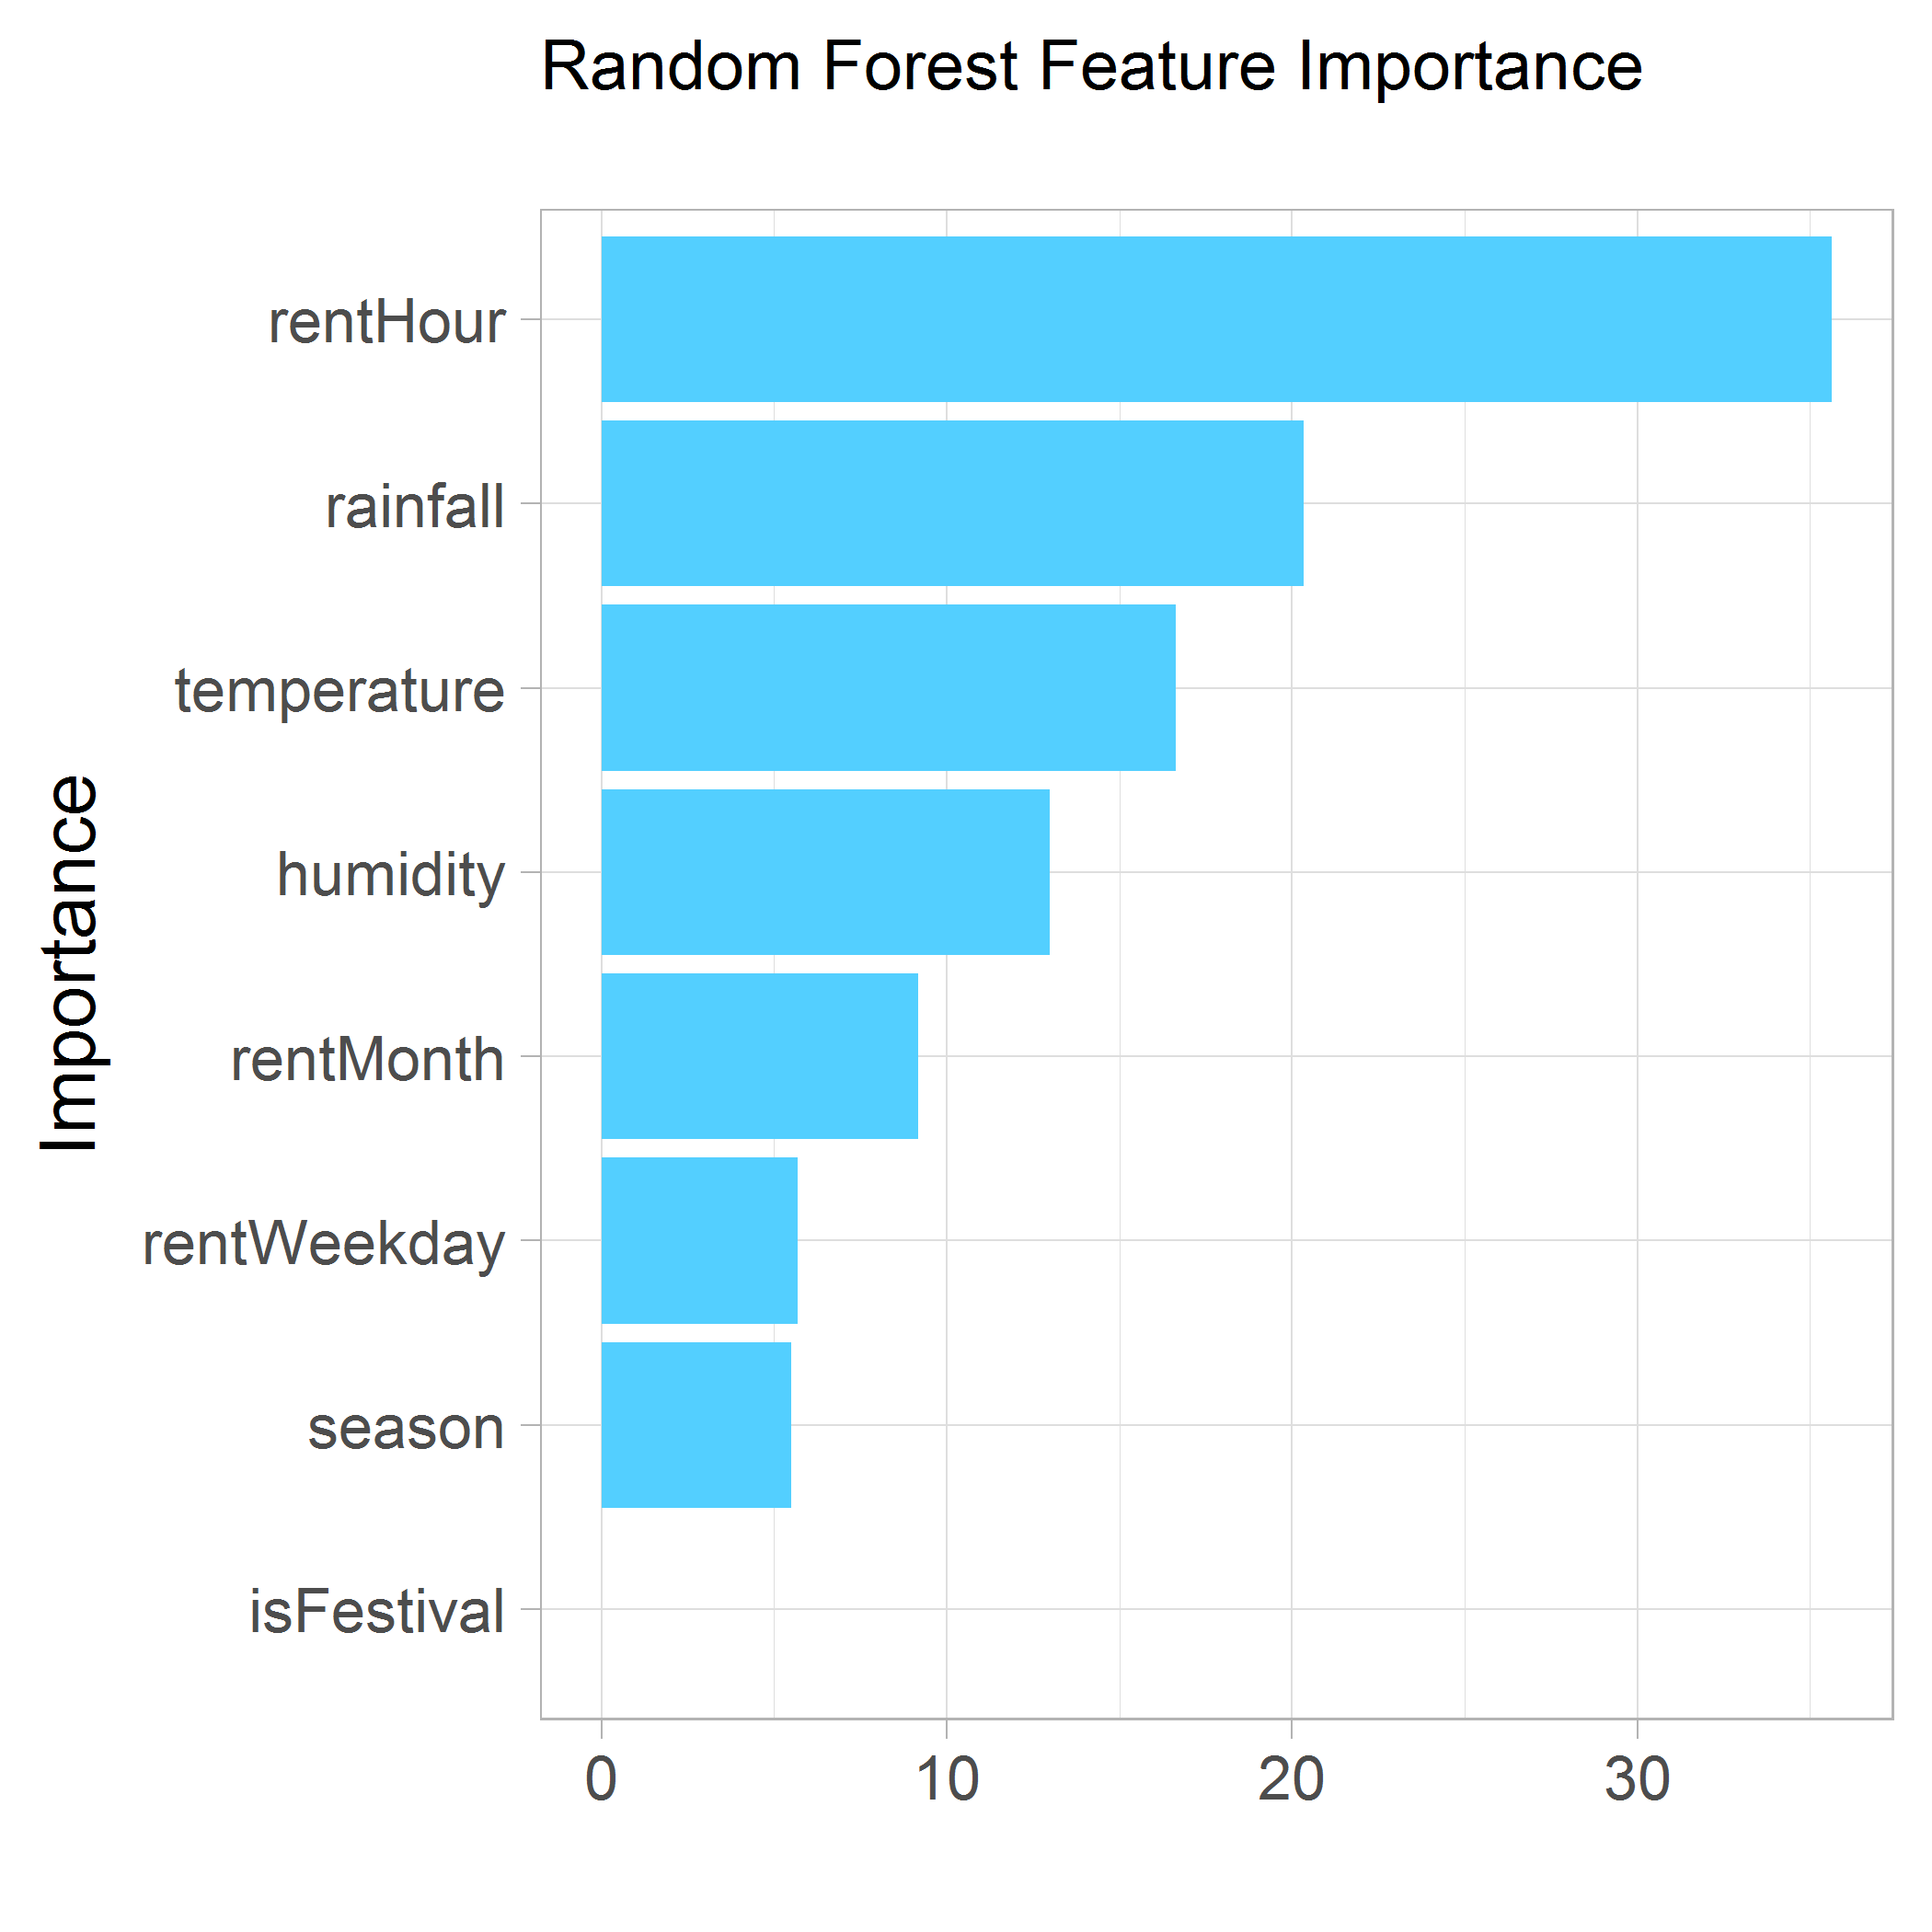 Random Forest Feature Importance
Importance
rentHour
rainfall
temperature
humidity
rentMonth
rentWeekday
season
isFestival
0 10 20 30